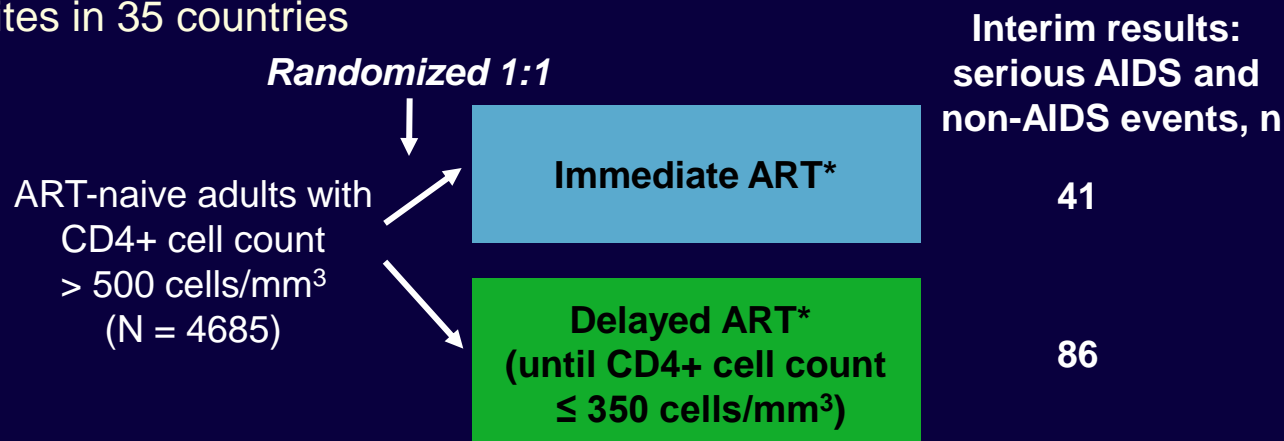 ites in 35 countries
Randomized 1:1
ART-naive adults with
CD4+ cell count
> 500 cells/mm³
(N = 4685)
Immediate ART*
Delayed ART*
(until CD4+ cell count
≤ 350 cells/mm³)
Interim results:
serious AIDS and
non-AIDS events, n
41
86